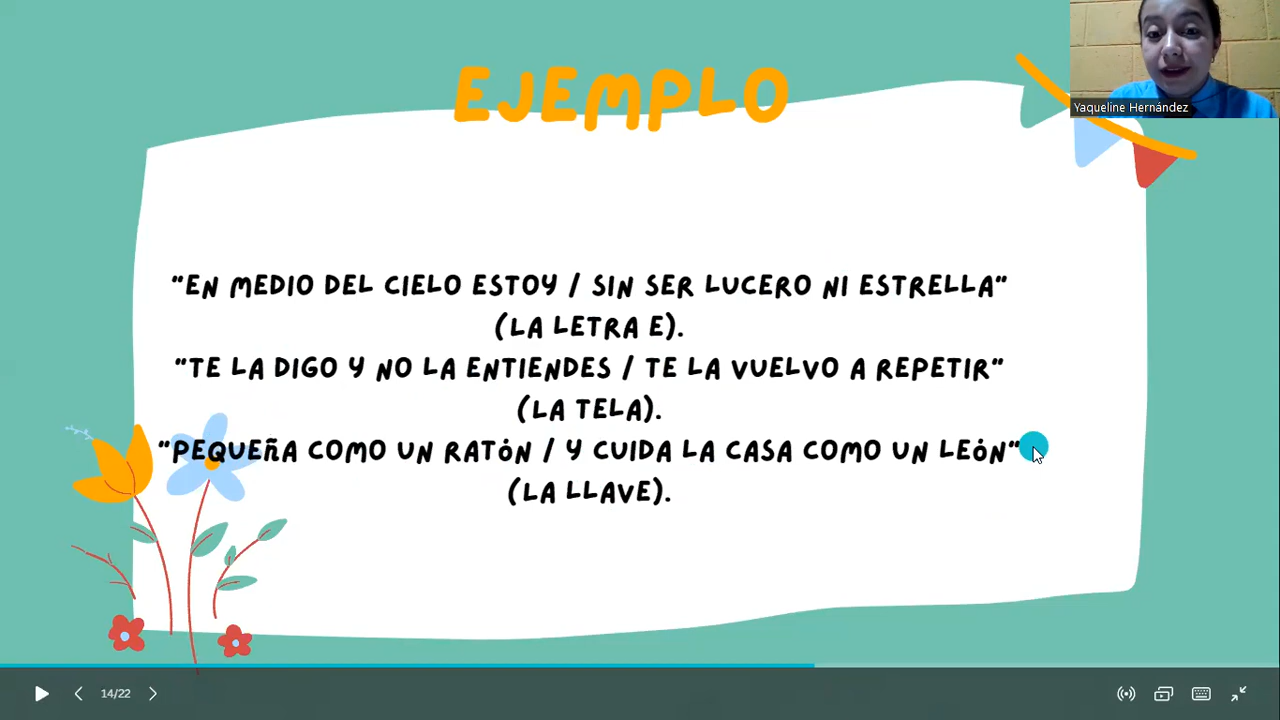 EJEMPLO
Yaqueline Hernández
"EN MEDIO DEL CIELO ESTOY / SIN SER LUCERO NI ESTRELLA"
(LA LETRA E).
"TE LA DIGO Y NO LA ENTIENDES / TE LA VUELVO A REPETIR"
(LA TELA).
"PEQUEÑA COMO UN RATÓN / Y CUIDA LA CASA COMO UN LEÓN"
(LA LLAVE).
14/22